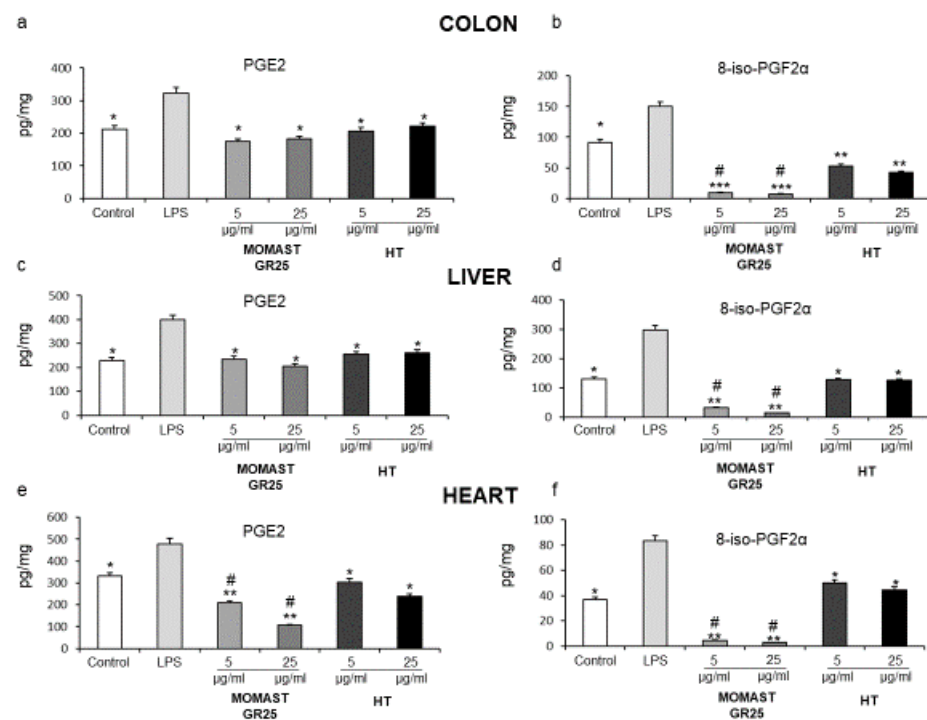 a
COLON
b
PGE2
8-iso-PGF2α
pg/mg
400
300
200
100
0
*
*
*
*
*
Control
LPS
5
25
5
25
µg/ml
µg/ml
µg/ml
µg/ml
MOMAST
GR25
HT
pg/mg
200
150
100
50
0
*
#
***
#
***
**
**
Control
LPS
5
25
5
25
µg/ml
µg/ml
µg/ml
µg/ml
MOMAST
GR25
HT
c
LIVER
d
PGE2
8-iso-PGF2α
pg/mg
500
400
300
200
100
0
*
*
*
*
*
Control
LPS
5
25
5
25
µg/ml
µg/ml
µg/ml
µg/ml
MOMAST
GR25
HT
pg/mg
400
300
200
100
0
*
#
**
#
**
*
*
Control
LPS
5
25
5
25
µg/ml
µg/ml
µg/ml
µg/ml
MOMAST
GR25
HT
e
HEART
f
PGE2
8-iso-PGF2α
pg/mg
600
500
400
300
200
100
0
*
#
**
#
**
*
*
Control
LPS
5
25
5
25
µg/ml
µg/ml
µg/ml
µg/ml
MOMAST
GR25
HT
pg/mg
100
80
60
40
20
0
*
#
**
#
**
*
*
Control
LPS
5
25
5
25
µg/ml
µg/ml
µg/ml
µg/ml
MOMAST
GR25
HT